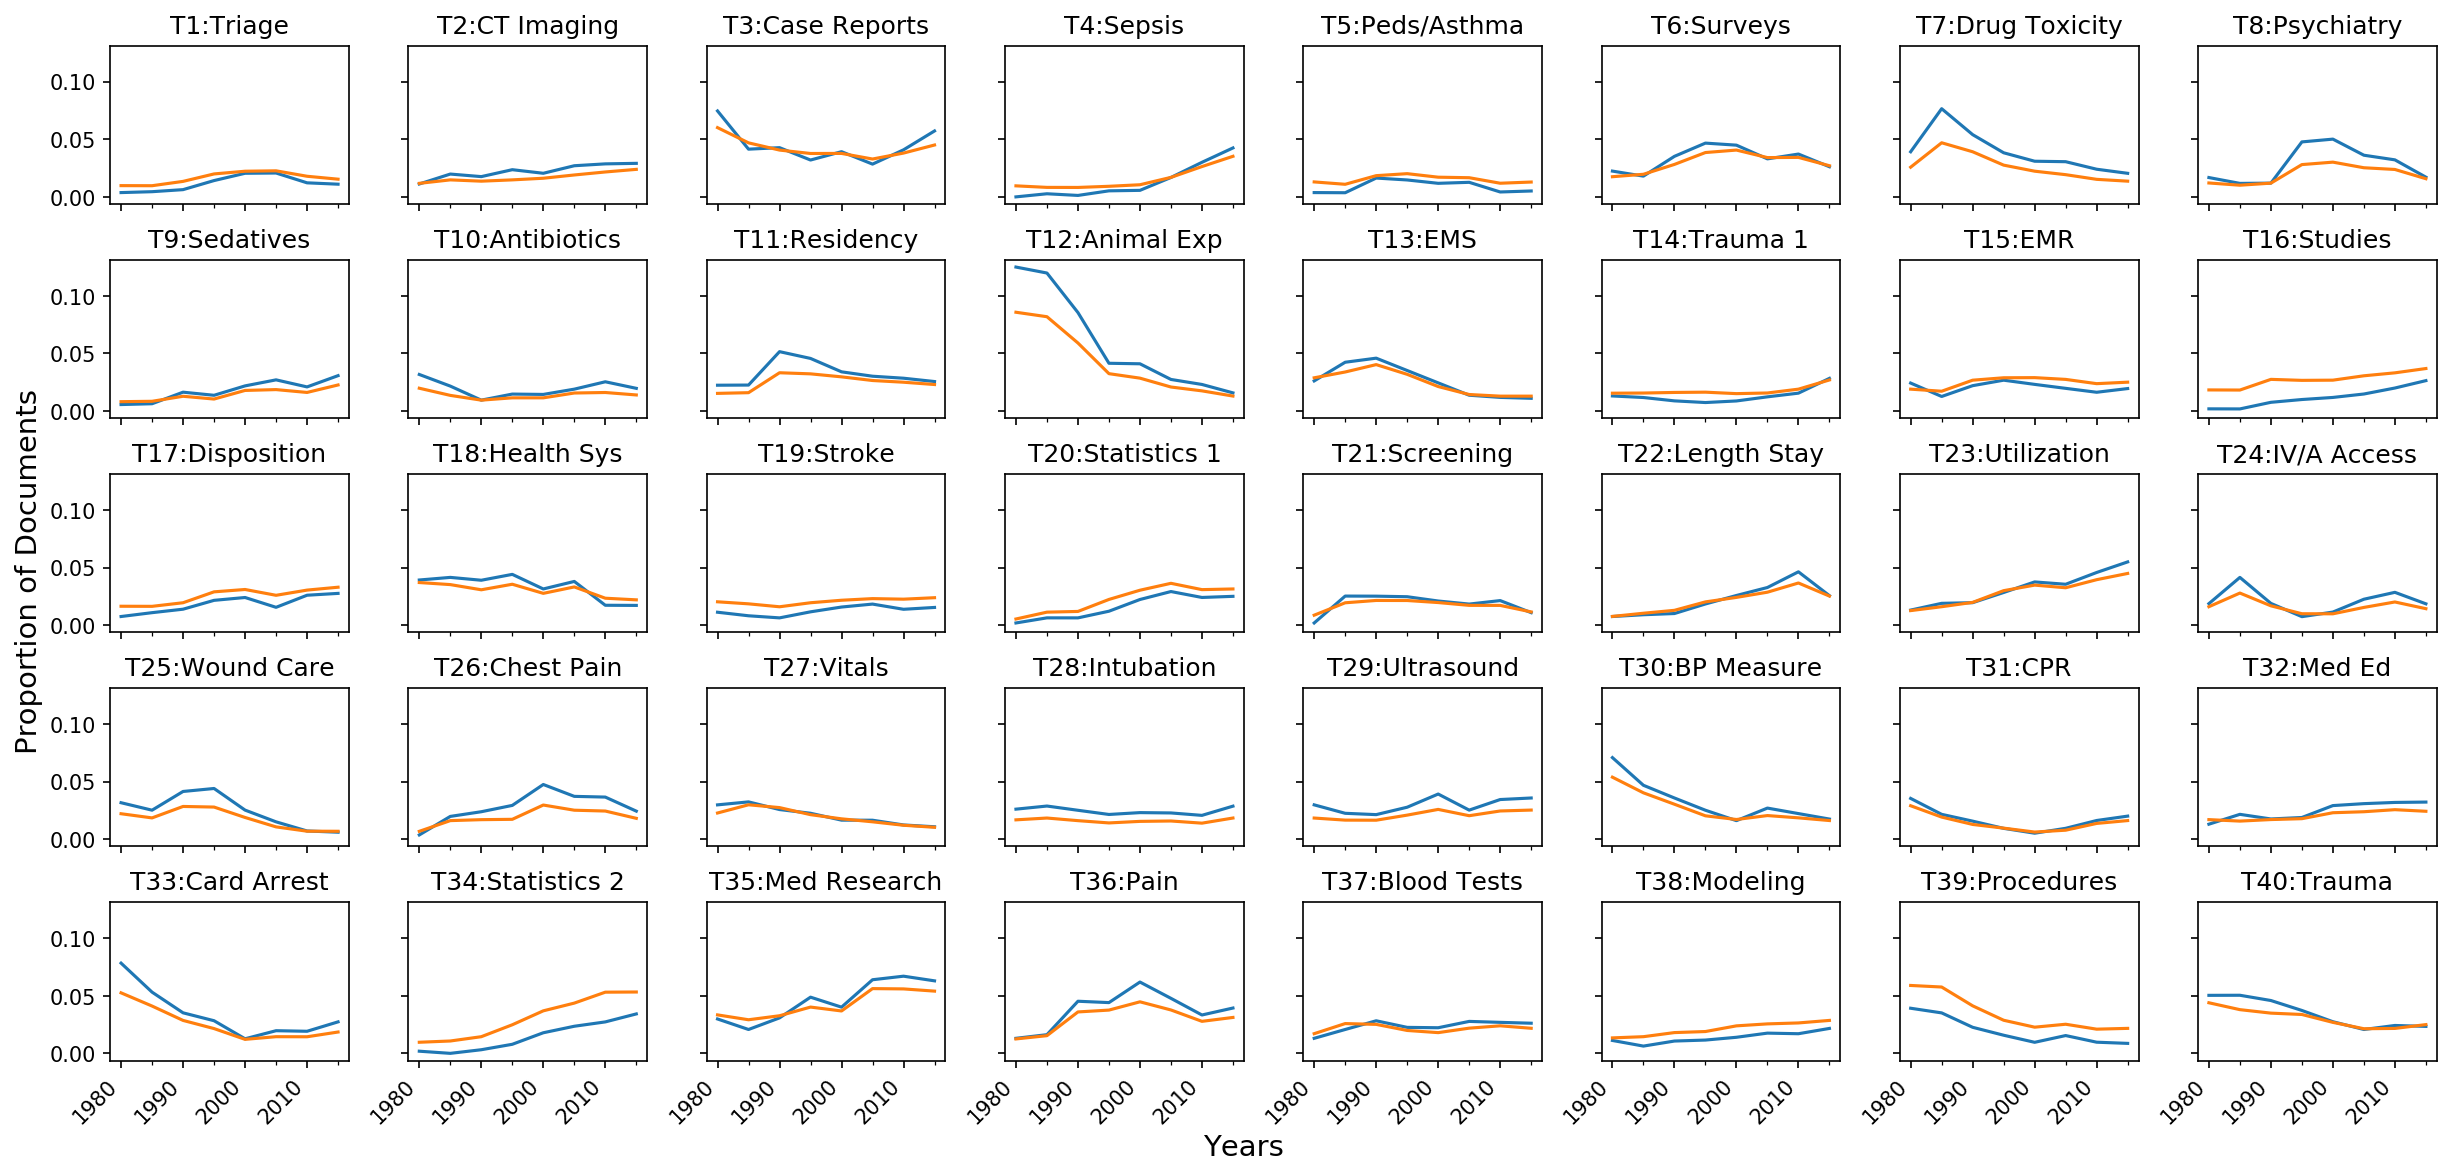 T1:Triage T2:CT Imaging T3:Case Reports T4:Sepsis T5:Peds/Asthma T6:Surveys T7:Drug Toxicity T8:Psychiatry
0.10
0.05
0.00
T9:Sedatives T10:Antibiotics T11:Residency T12:Animal Exp T13:EMS T14:Trauma 1 T15:EMR T16:Studies
0.10
0.05
0.00
T17:Disposition T18:Health Sys T19:Stroke T20:Statistics 1 T21:Screening T22:Length Stay T23:Utilization T24:IV/A Access
0.10
0.05
0.00
Proportion of Documents
T25:Wound Care T26:Chest Pain T27:Vitals T28:Intubation T29:Ultrasound T30:BP Measure T31:CPR T32:Med Ed
0.10
0.05
0.00
T33:Card Arrest T34:Statistics 2 T35:Med Research T36:Pain T37:Blood Tests T38:Modeling T39:Procedures T40:Trauma
0.10
0.05
0.00
1980 1990 2000 2010 1980 1990 2000 2010 1980 1990 2000 2010 1980 1990 2000 2010 1980 1990 2000 2010 1980 1990 2000 2010 1980 1990 2000 2010 1980 1990 2000 2010
Years